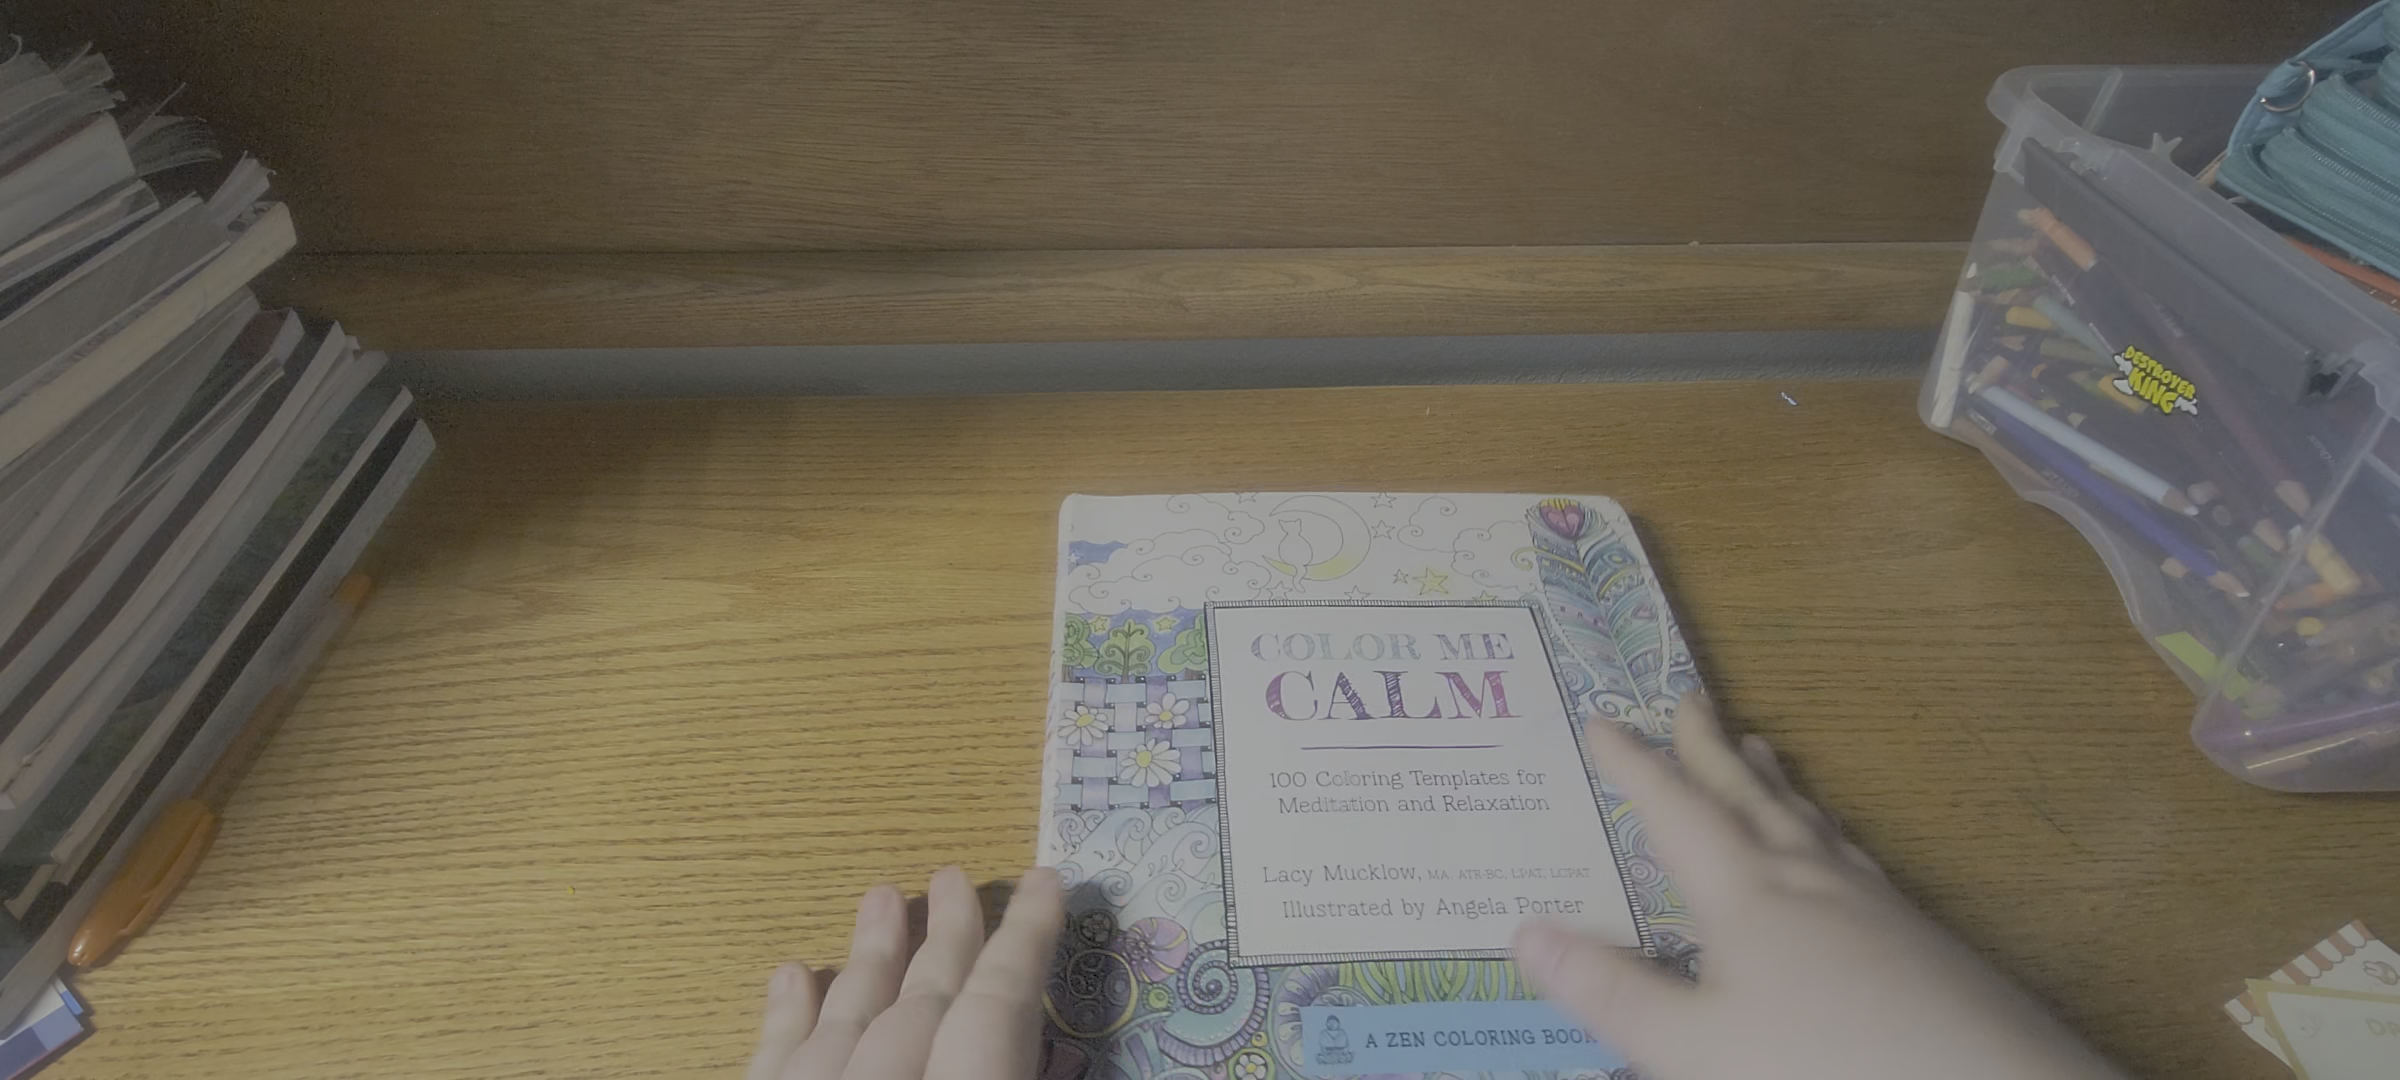 DESTROYER
KING
COLOR ME
CALM
100 Coloring Templates for
Meditation and Relaxation
Lacy Mucklow, MA, ATR-BC, LPAT, LCPAT
Illustrated by Angela Porter
A ZEN COLORING BOOK